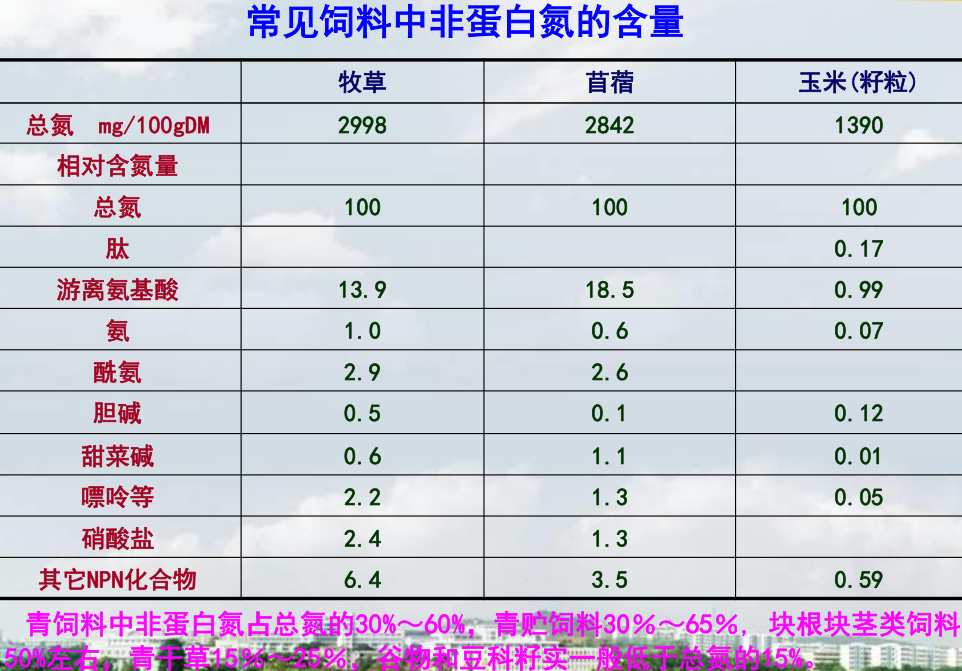 常见饲料中非蛋白氮的含量
牧草 苜蓿 玉米(籽粒)
总氮 mg/100gDM 2998 2842 1390
相对含氮量
总氮 100 100 100
肽 0.17
游离氨基酸 13.9 18.5 0.99
氨 1.0 0.6 0.07
酰氨 2.9 2.6
胆碱 0.5 0.1 0.12
甜菜碱 0.6 1.1 0.01
嘌呤等 2.2 1.3 0.05
硝酸盐 2.4 1.3
其它NPN化合物 6.4 3.5 0.59
青饲料中非蛋白氮占总氮的30%~60%，青贮饲料30%~65%，块根块茎类饲料
50%左右，青干草15%~25%，谷物和豆科籽实一般低于总氮的15%。